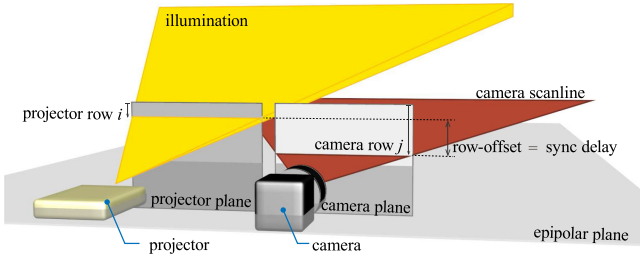 illumination
camera scanline
projector row i
camera row j
row-offset = sync delay
projector plane
camera plane
epipolar plane
projector
camera